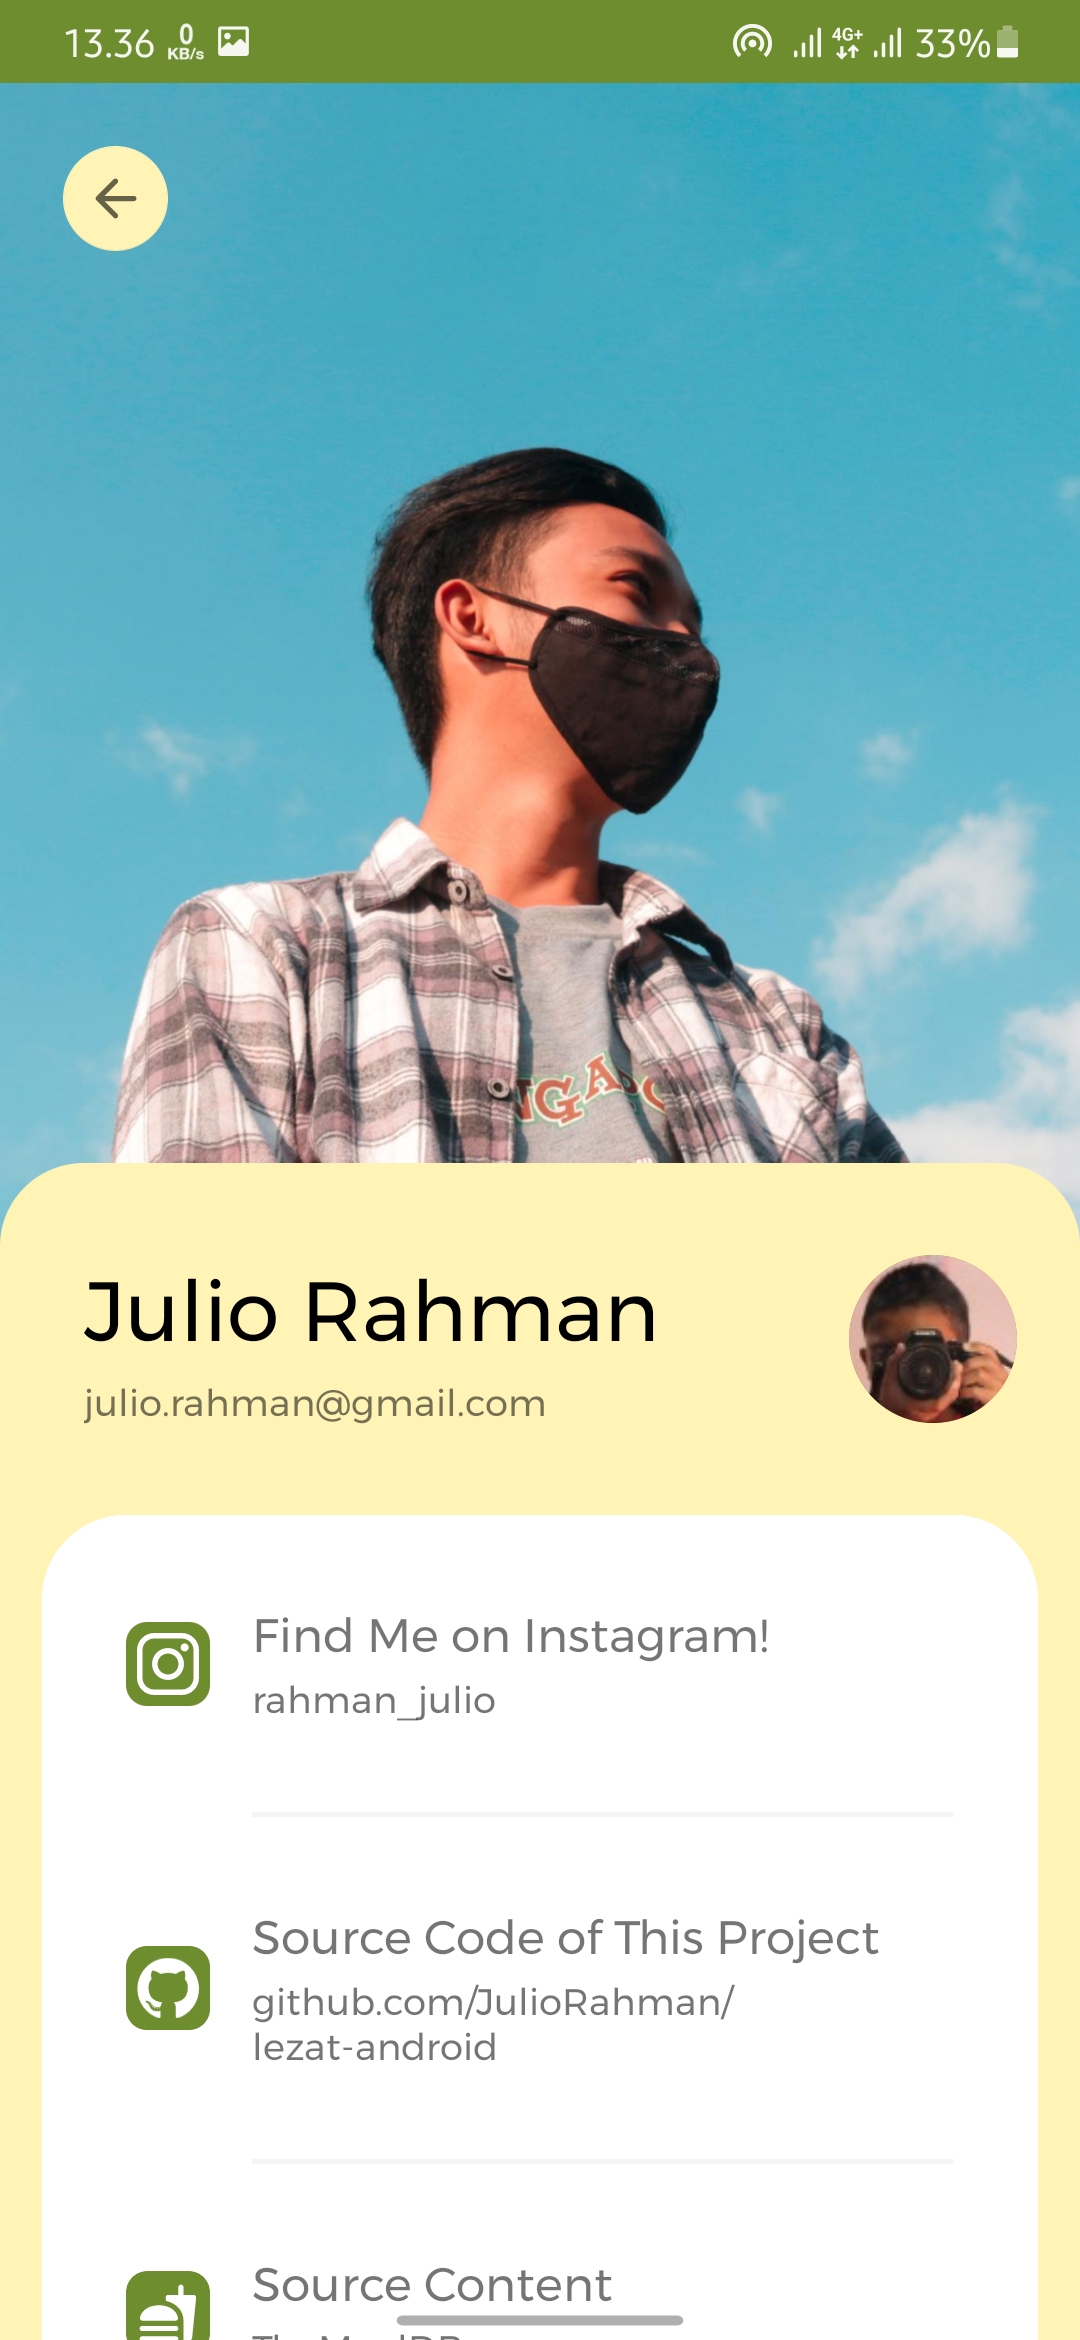 13.36 0 KB/s 4G+ 33%
NGADO
Julio Rahman
julio.rahman@gmail.com
Find Me on Instagram!
rahman_julio
Source Code of This Project
github.com/JulioRahman/
lezat-android
Source Content